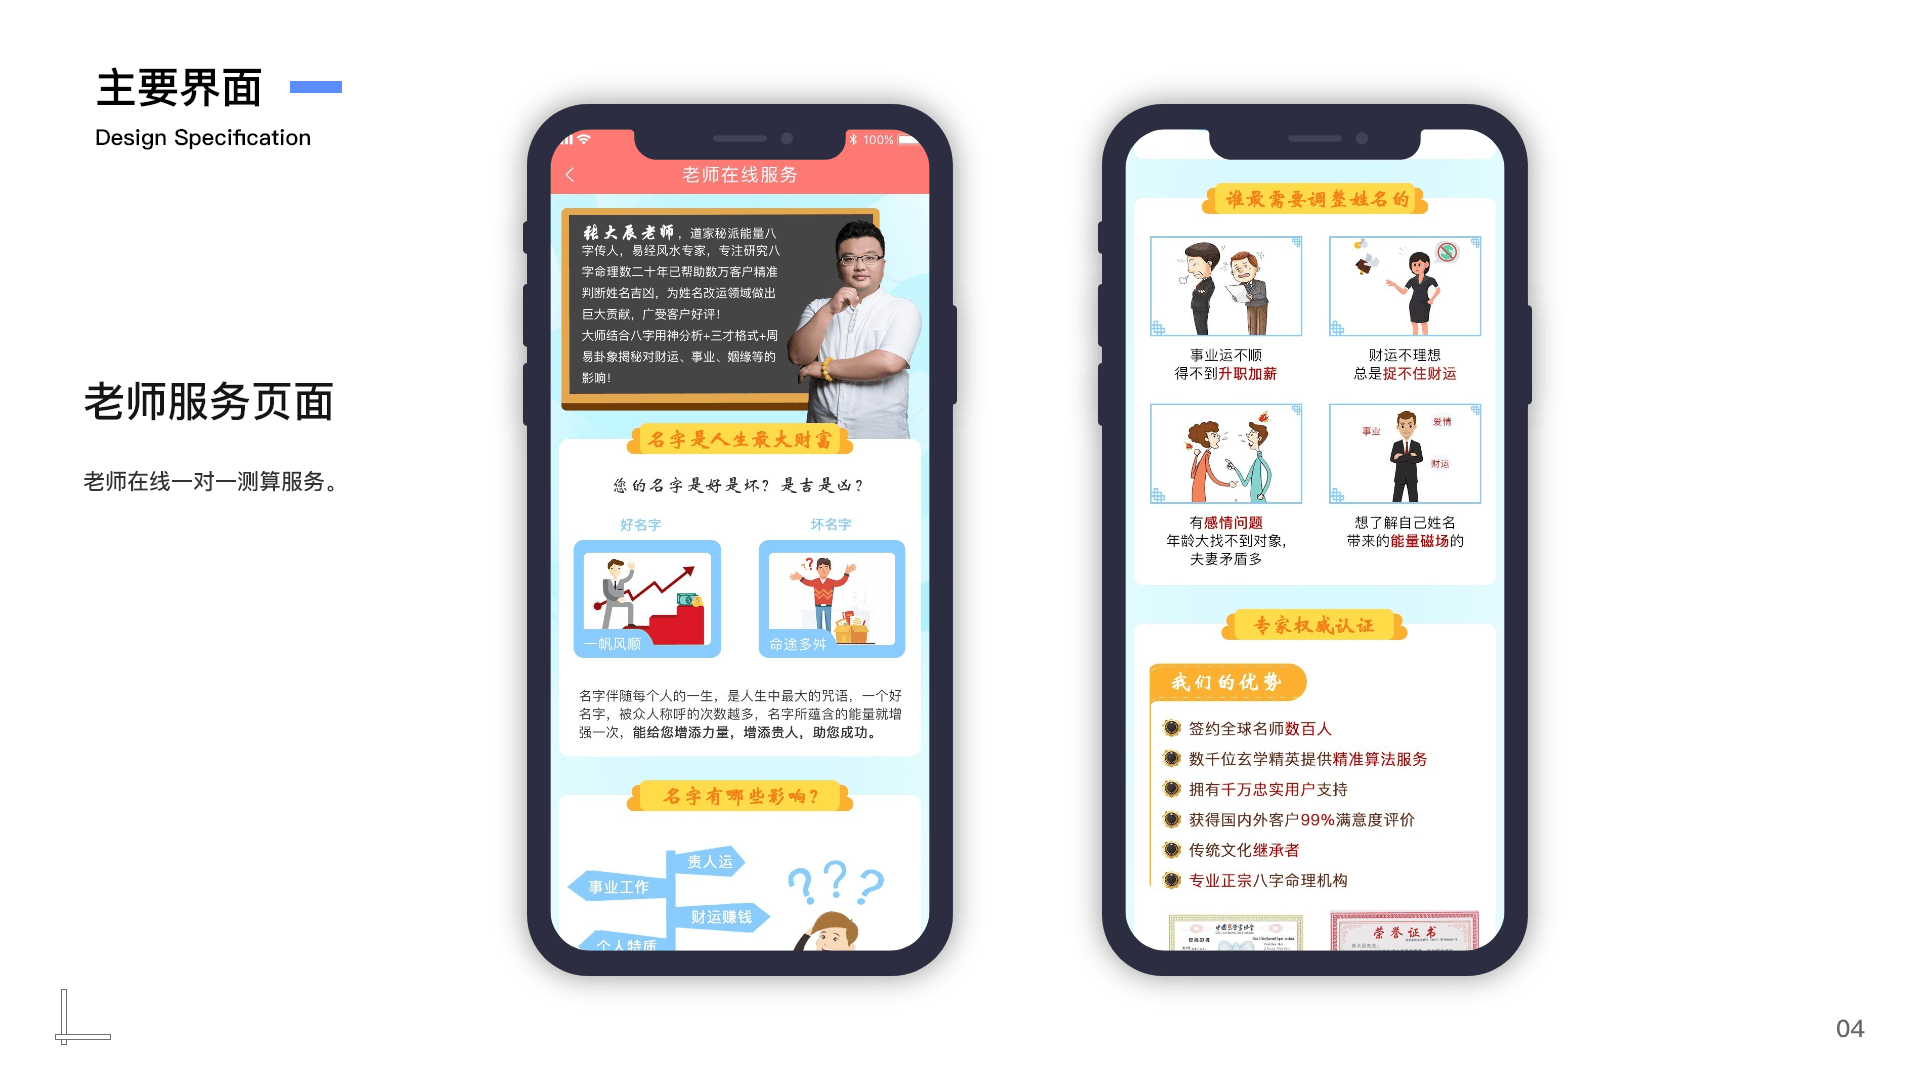 主要界面
Design Specification
老师服务页面
老师在线一对一测算服务。
100%
老师在线服务
张大辰老师，道家秘派能量八
字传人，易经风水专家，专注研究八
字命理数二十年已帮助数万客户精准
判断姓名吉凶，为姓名改运领域做出
巨大贡献，广受客户好评！
大师结合八字用神分析+三才格式+周
易卦象揭秘对财运、事业、姻缘等的
影响！
名字是人生最大财富
您的名字是好是坏？是吉是凶？
好名字
坏名字
一帆风顺
命途多舛
名字伴随每个人的一生，是人生中最大的咒语，一个好
名字，被众人称呼的次数越多，名字所蕴含的能量就增
强一次，能给您增添力量，增添贵人，助您成功。
名字有哪些影响？
贵人运
事业工作
财运赚钱
个人特质
谁最需要调整姓名的
事业运不顺
得不到升职加薪
财运不理想
总是捉不住财运
事业
爱情
财运
有感情问题
年龄大找不到对象，
夫妻矛盾多
想了解自己姓名
带来的能量磁场的
专家权威认证
我们的优势
签约全球名师数百人
数千位玄学精英提供精准算法服务
拥有千万忠实用户支持
获得国内外客户99%满意度评价
传统文化继承者
专业正宗八字命理机构
荣誉证书
04